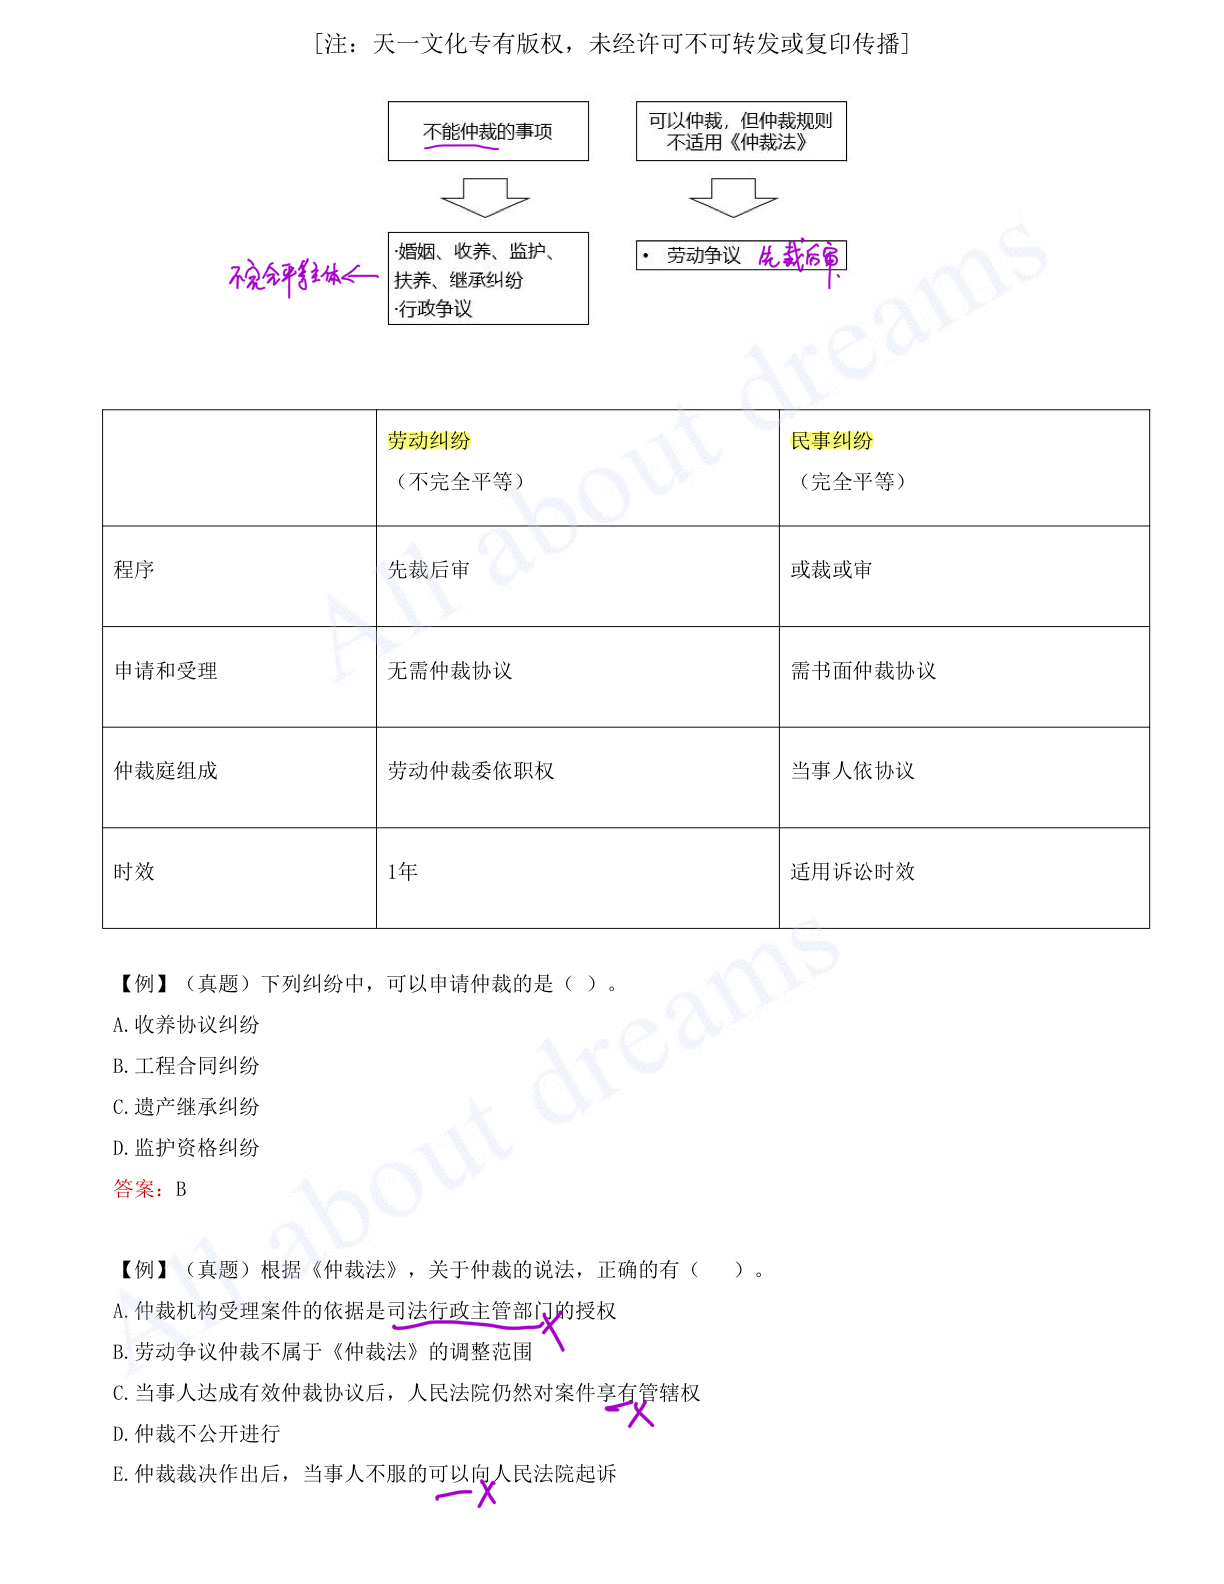 [注：天一文化专有版权，未经许可不可转发或复印传播]
不能仲裁的事项
可以仲裁，但仲裁规则
不适用《仲裁法》
·婚姻、收养、监护、
扶养、继承纠纷
·行政争议
不完全平等主体←
• 劳动争议 先裁后审.
劳动纠纷 民事纠纷
（不完全平等） （完全平等）
程序 先裁后审 或裁或审
申请和受理 无需仲裁协议 需书面仲裁协议
仲裁庭组成 劳动仲裁委依职权 当事人依协议
时效 1年 适用诉讼时效
【例】（真题）下列纠纷中，可以申请仲裁的是（ ）。
A.收养协议纠纷
B.工程合同纠纷
C.遗产继承纠纷
D.监护资格纠纷
答案：B
【例】（真题）根据《仲裁法》，关于仲裁的说法，正确的有（ ）。
A.仲裁机构受理案件的依据是司法行政主管部门的授权
B.劳动争议仲裁不属于《仲裁法》的调整范围
C.当事人达成有效仲裁协议后，人民法院仍然对案件享有管辖权
D.仲裁不公开进行
E.仲裁裁决作出后，当事人不服的可以向人民法院起诉
All about dreams
All about dreams